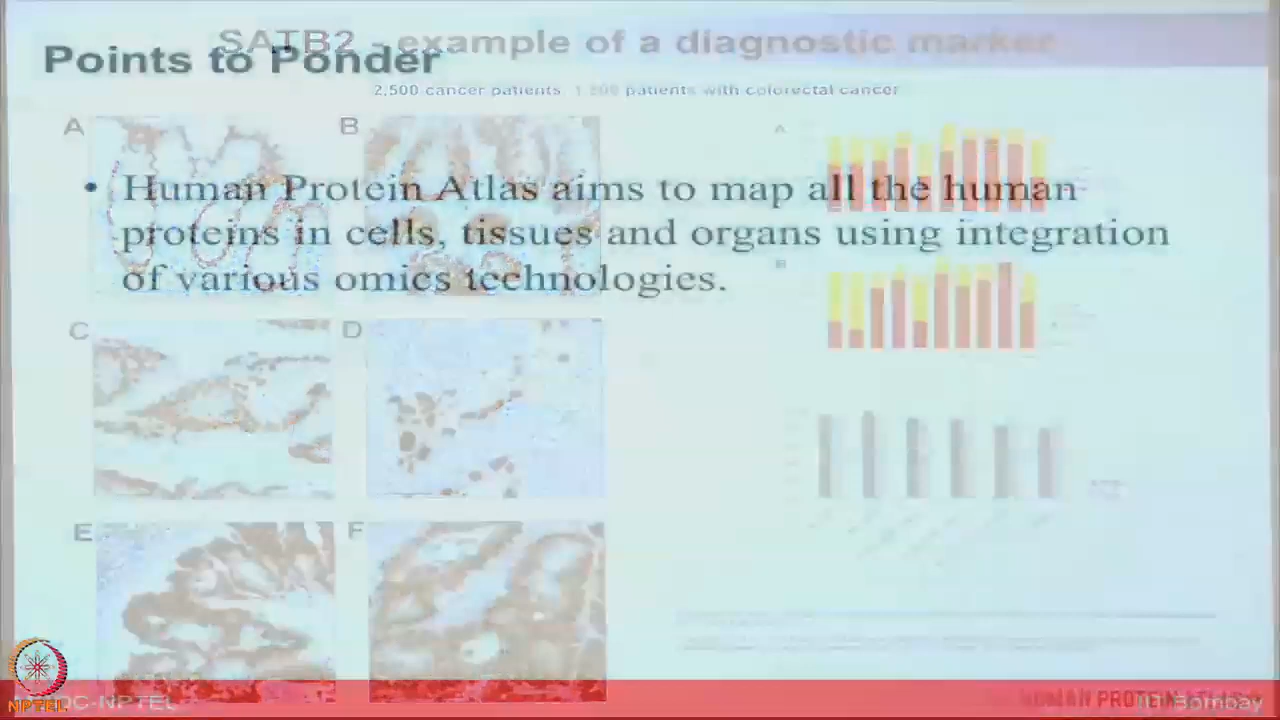 SATB2 - example of a diagnostic marker
Points to Ponder
2,500 cancer patients, patients with colorectal cancer
A
B
A
• Human Protein Atlas aims to map all the human
proteins in cells, tissues and organs using integration
of various omics technologies.
B
C
D
E
F
NPTEL
MOOC-NPTEL
HUMAN PROTEIN ATLAS
IIT Bombay